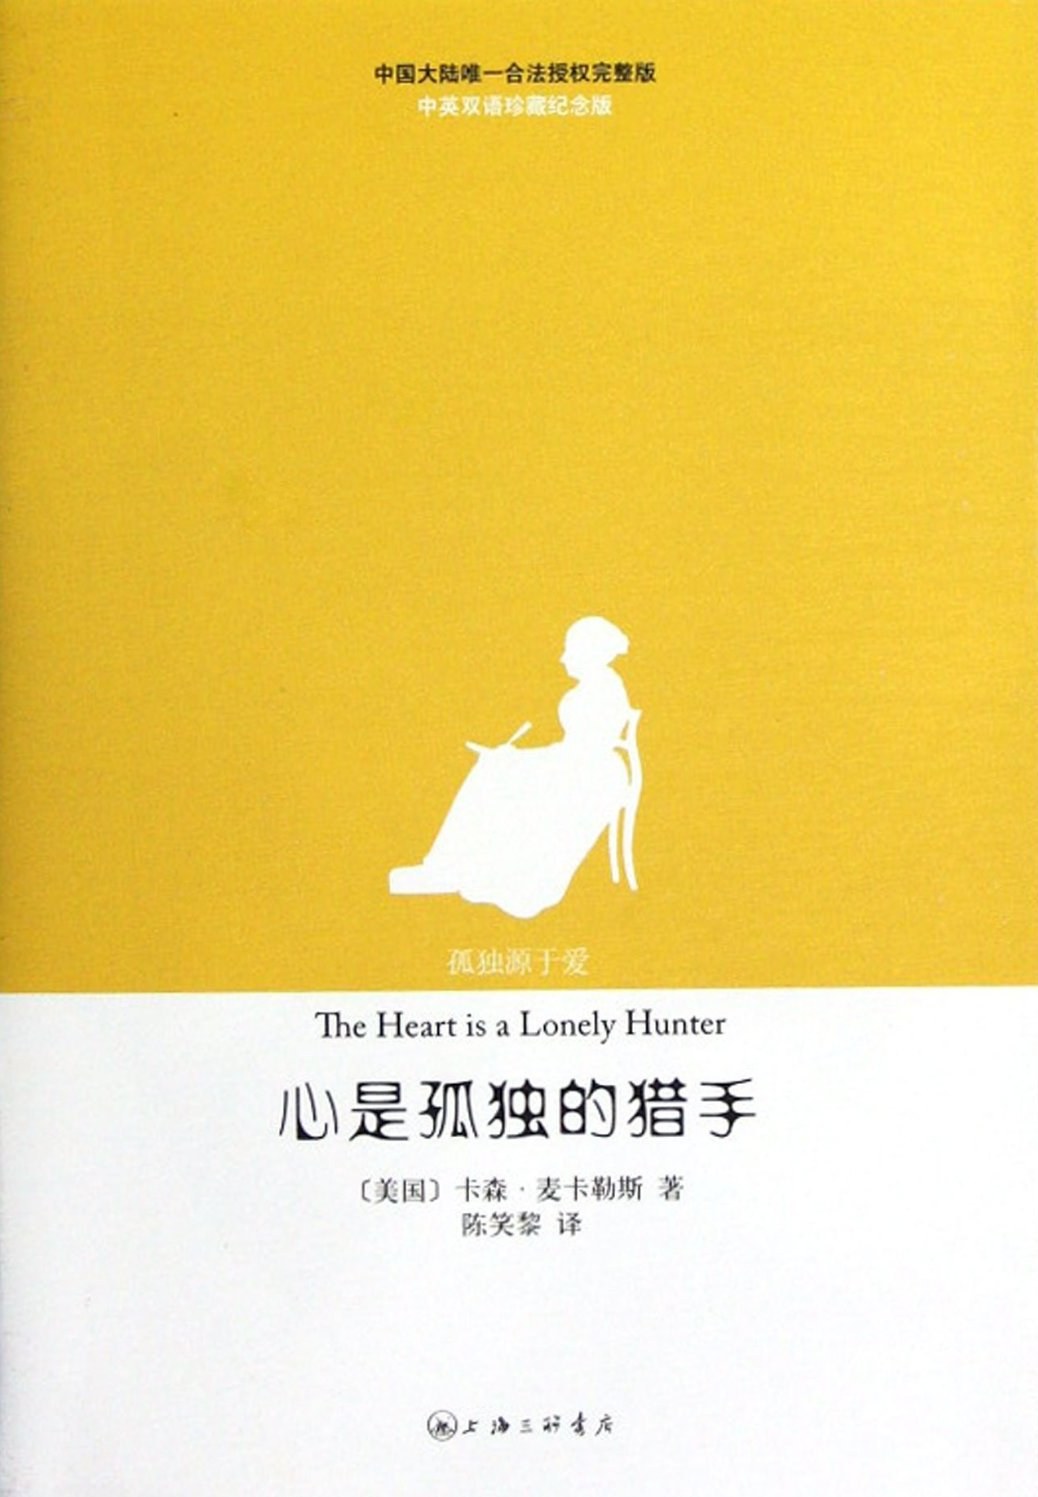 中国大陆唯一合法授权完整版
中英双语珍藏纪念版
孤独源于爱
The Heart is a Lonely Hunter
心是孤独的猎手
〔美国〕卡森·麦卡勒斯 著
陈笑黎 译
上海三联书店